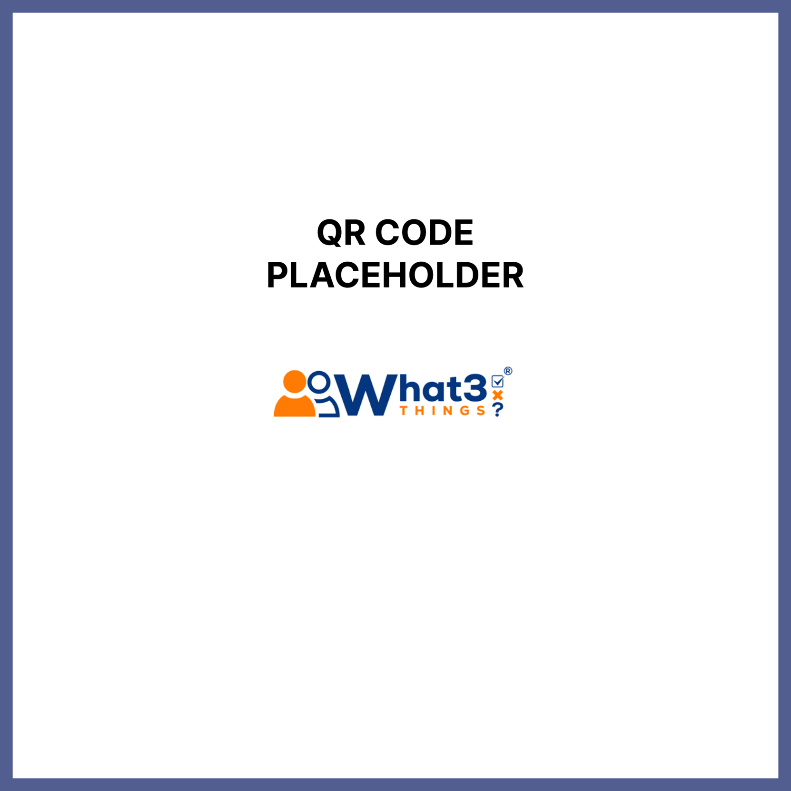 QR CODE
PLACEHOLDER
What3
THINGS
®
?